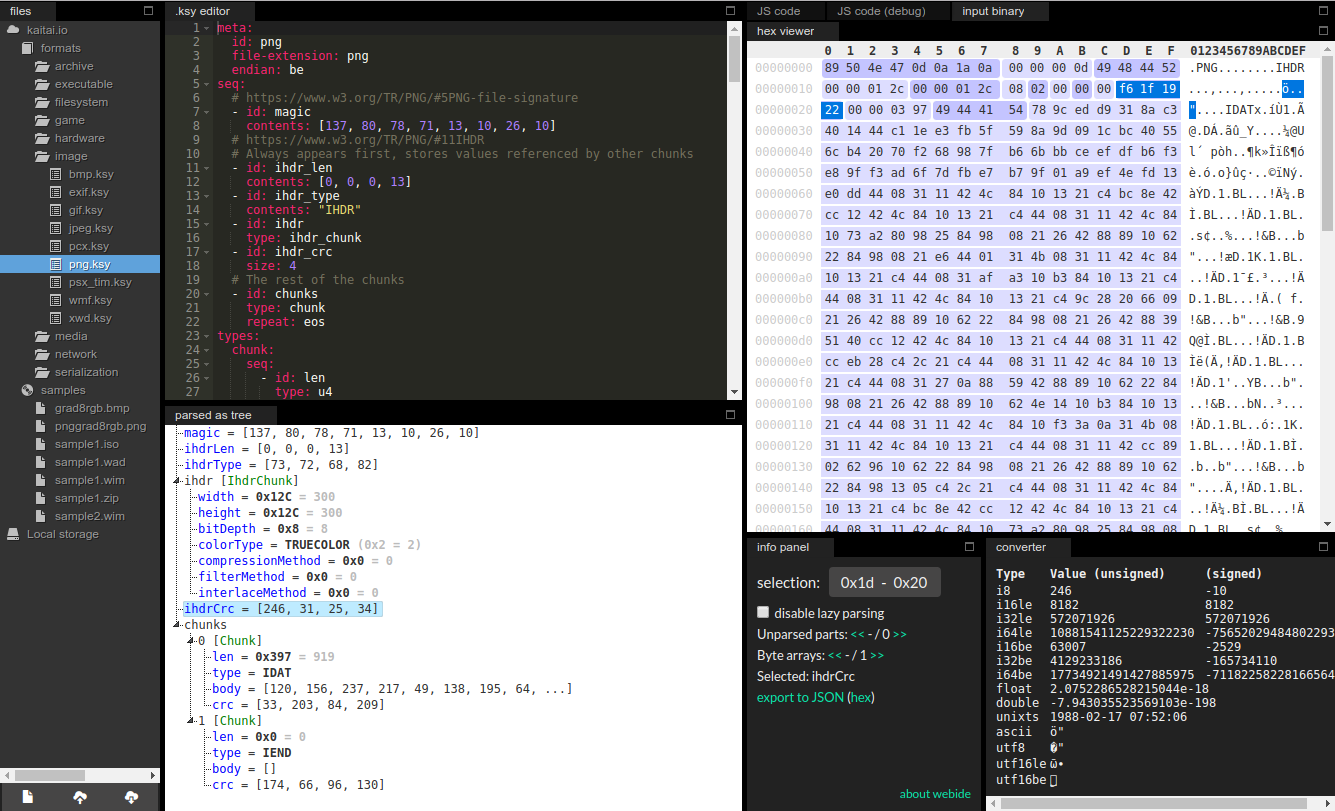 files
kaitai.io
formats
archive
executable
filesystem
game
hardware
image
bmp.ksy
exif.ksy
gif.ksy
jpeg.ksy
pcx.ksy
png.ksy
psx_tim.ksy
wmf.ksy
xwd.ksy
media
network
serialization
samples
grad8rgb.bmp
pnggrad8rgb.png
sample1.iso
sample1.wad
sample1.wim
sample1.zip
sample2.wim
Local storage
.ksy editor
1 meta:
2 id: png
3 file-extension: png
4 endian: be
5 seq:
6 # https://www.w3.org/TR/PNG/#5PNG-file-signature
7 - id: magic
8 contents: [137, 80, 78, 71, 13, 10, 26, 10]
9 # https://www.w3.org/TR/PNG/#11IHDR
10 # Always appears first, stores values referenced by other chunks
11 - id: ihdr_len
12 contents: [0, 0, 0, 13]
13 - id: ihdr_type
14 contents: "IHDR"
15 - id: ihdr
16 type: ihdr_chunk
17 - id: ihdr_crc
18 size: 4
19 # The rest of the chunks
20 - id: chunks
21 type: chunk
22 repeat: eos
23 types:
24 chunk:
25 seq:
26 - id: len
27 type: u4
parsed as tree
magic = [137, 80, 78, 71, 13, 10, 26, 10]
ihdrLen = [0, 0, 0, 13]
ihdrType = [73, 72, 68, 82]
ihdr [IhdrChunk]
width = 0x12C = 300
height = 0x12C = 300
bitDepth = 0x8 = 8
colorType = TRUECOLOR (0x2 = 2)
compressionMethod = 0x0 = 0
filterMethod = 0x0 = 0
interlaceMethod = 0x0 = 0
ihdrCrc = [246, 31, 25, 34]
chunks
0 [Chunk]
len = 0x397 = 919
type = IDAT
body = [120, 156, 237, 217, 49, 138, 195, 64, ...]
crc = [33, 203, 84, 209]
1 [Chunk]
len = 0x0 = 0
type = IEND
body = []
crc = [174, 66, 96, 130]
JS code
JS code (debug)
input binary
hex viewer
0 1 2 3 4 5 6 7 8 9 A B C D E F 0123456789ABCDEF
00000000 89 50 4e 47 0d 0a 1a 0a 00 00 00 0d 49 48 44 52 .PNG........IHDR
00000010 00 00 01 2c 00 00 01 2c 08 02 00 00 00 f6 1f 19 ...,...,.....ö..
00000020 22 00 00 03 97 49 44 41 54 78 9c ed d9 31 8a c3 "....IDATx.íÙ1.Ã
00000030 40 14 44 c1 1e e3 fb 5f 59 8a 9d 09 1c bc 40 55 @.DÁ.ãû_Y....¼@U
00000040 6c b4 20 70 f2 68 98 7f b6 6b bb ce ef df b6 f3 l´ pòh..¶k»Îïß¶ó
00000050 e8 9f f3 ad 6f 7d fb e7 b7 9f 01 a9 ef 4e fd 13 è.ó.o}ûç·..©ïNý.
00000060 e0 dd 44 08 31 11 42 4c 84 10 13 21 c4 bc 8e 42 àÝD.1.BL...!Ä¼.B
00000070 cc 12 42 4c 84 10 13 21 c4 44 08 31 11 42 4c 84 Ì.BL...!ÄD.1.BL.
00000080 10 73 a2 80 98 25 84 98 08 21 26 42 88 89 10 62 .s¢..%...!&B...b
00000090 22 84 98 08 21 e6 44 01 31 4b 08 31 11 42 4c 84 "...!æD.1K.1.BL.
000000a0 10 13 21 c4 44 08 31 af a3 10 b3 84 10 13 21 c4 ..!ÄD.1¯£.³...!Ä
000000b0 44 08 31 11 42 4c 84 10 13 21 c4 9c 28 20 66 09 D.1.BL...!Ä.( f.
000000c0 21 26 42 88 89 10 62 22 84 98 08 21 26 42 88 39 !&B...b"...!&B.9
000000d0 51 40 cc 12 42 4c 84 10 13 21 c4 44 08 31 11 42 Q@Ì.BL...!ÄD.1.B
000000e0 cc eb 28 c4 2c 21 c4 44 08 31 11 42 4c 84 10 13 Ìë(Ä,!ÄD.1.BL...
000000f0 21 c4 44 08 31 27 0a 88 59 42 88 89 10 62 22 84 !ÄD.1'..YB...b".
00000100 98 08 21 26 42 88 89 10 62 4e 14 10 b3 84 10 13 ..!&B...bN..³...
00000110 21 c4 44 08 31 11 42 4c 84 10 f3 3a 0a 31 4b 08 !ÄD.1.BL..ó:.1K.
00000120 31 11 42 4c 84 10 13 21 c4 44 08 31 11 42 cc 89 1.BL...!ÄD.1.BÌ.
00000130 02 62 96 10 62 22 84 98 08 21 26 42 88 89 10 62 .b..b"...!&B...b
00000140 22 84 98 13 05 c4 2c 21 c4 44 08 31 11 42 4c 84 "....Ä,!ÄD.1.BL.
00000150 10 13 21 c4 bc 8e 42 cc 12 42 4c 84 10 13 21 c4 ..!Ä¼.BÌ.BL...!Ä
00000160 44 08 31 11 42 4c 84 10 73 a2 80 98 25 84 98 08 D.1.BL..s¢..%...
info panel
selection: 0x1d - 0x20
disable lazy parsing
Unparsed parts: << - / 0 >>
Byte arrays: << - / 1 >>
Selected: ihdrCrc
export to JSON (hex)
about webide
converter
Type Value (unsigned) (signed)
i8 246 -10
i16le 8182 8182
i32le 572071926 572071926
i64le 10881541125229322230 -75652029484802293
i16be 63007 -2529
i32be 4129233186 -165734110
i64be 17734921491427885975 -71182258228166564
float 2.0752286528215044e-18
double -7.943035523569103e-198
unixts 1988-02-17 07:52:06
ascii ö"
utf8 �"
utf16le
utf16be